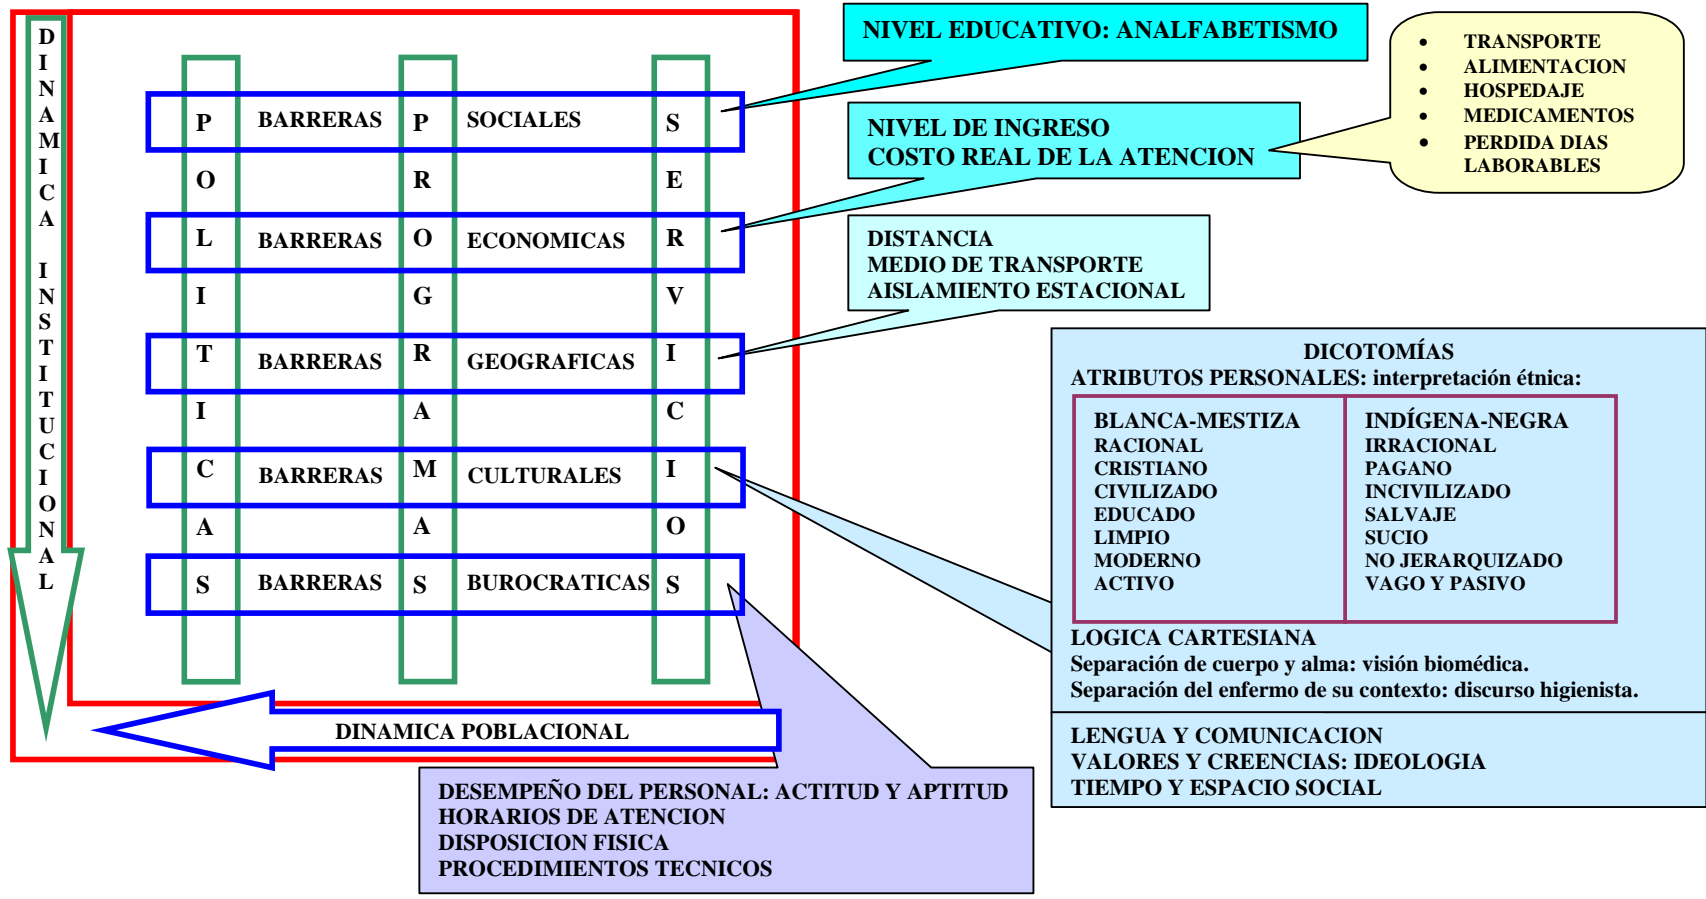 DINAMICA INSTITUCIONAL
POLITICAS
PROGRAMAS
SERVICIOS
BARRERAS SOCIALES
BARRERAS ECONOMICAS
BARRERAS GEOGRAFICAS
BARRERAS CULTURALES
BARRERAS BUROCRATICAS
DINAMICA POBLACIONAL
NIVEL EDUCATIVO: ANALFABETISMO
NIVEL DE INGRESO
COSTO REAL DE LA ATENCION
• TRANSPORTE
• ALIMENTACION
• HOSPEDAJE
• MEDICAMENTOS
• PERDIDA DIAS
LABORABLES
DISTANCIA
MEDIO DE TRANSPORTE
AISLAMIENTO ESTACIONAL
DICOTOMÍAS
ATRIBUTOS PERSONALES: interpretación étnica:
BLANCA-MESTIZA
RACIONAL
CRISTIANO
CIVILIZADO
EDUCADO
LIMPIO
MODERNO
ACTIVO
INDÍGENA-NEGRA
IRRACIONAL
PAGANO
INCIVILIZADO
SALVAJE
SUCIO
NO JERARQUIZADO
VAGO Y PASIVO
LOGICA CARTESIANA
Separación de cuerpo y alma: visión biomédica.
Separación del enfermo de su contexto: discurso higienista.
LENGUA Y COMUNICACION
VALORES Y CREENCIAS: IDEOLOGIA
TIEMPO Y ESPACIO SOCIAL
DESEMPEÑO DEL PERSONAL: ACTITUD Y APTITUD
HORARIOS DE ATENCION
DISPOSICION FISICA
PROCEDIMIENTOS TECNICOS